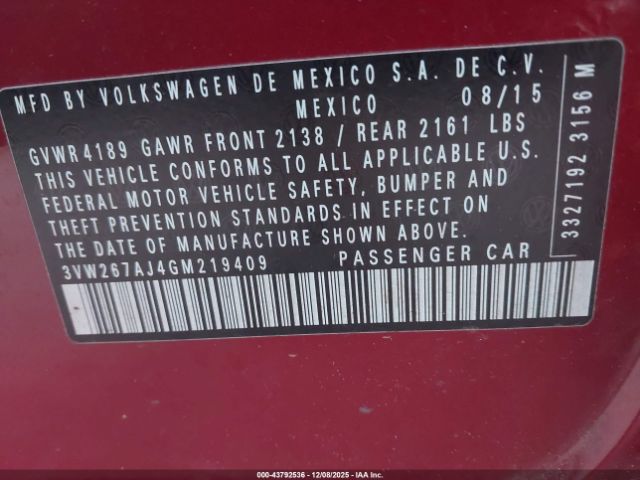 MFD BY VOLKSWAGEN DE MEXICO S.A. DE C.V.
MEXICO 08/15
GVWR 4189 GAWR FRONT 2138 / REAR 2161 LBS
THIS VEHICLE CONFORMS TO ALL APPLICABLE U.S.
FEDERAL MOTOR VEHICLE SAFETY, BUMPER AND
THEFT PREVENTION STANDARDS IN EFFECT ON
THE DATE OF MANUFACTURE SHOWN ABOVE.
3VW267AJ4GM219409 PASSENGER CAR
3327192 3156 M
000-43792536 - 12/08/2025 - IAA Inc.